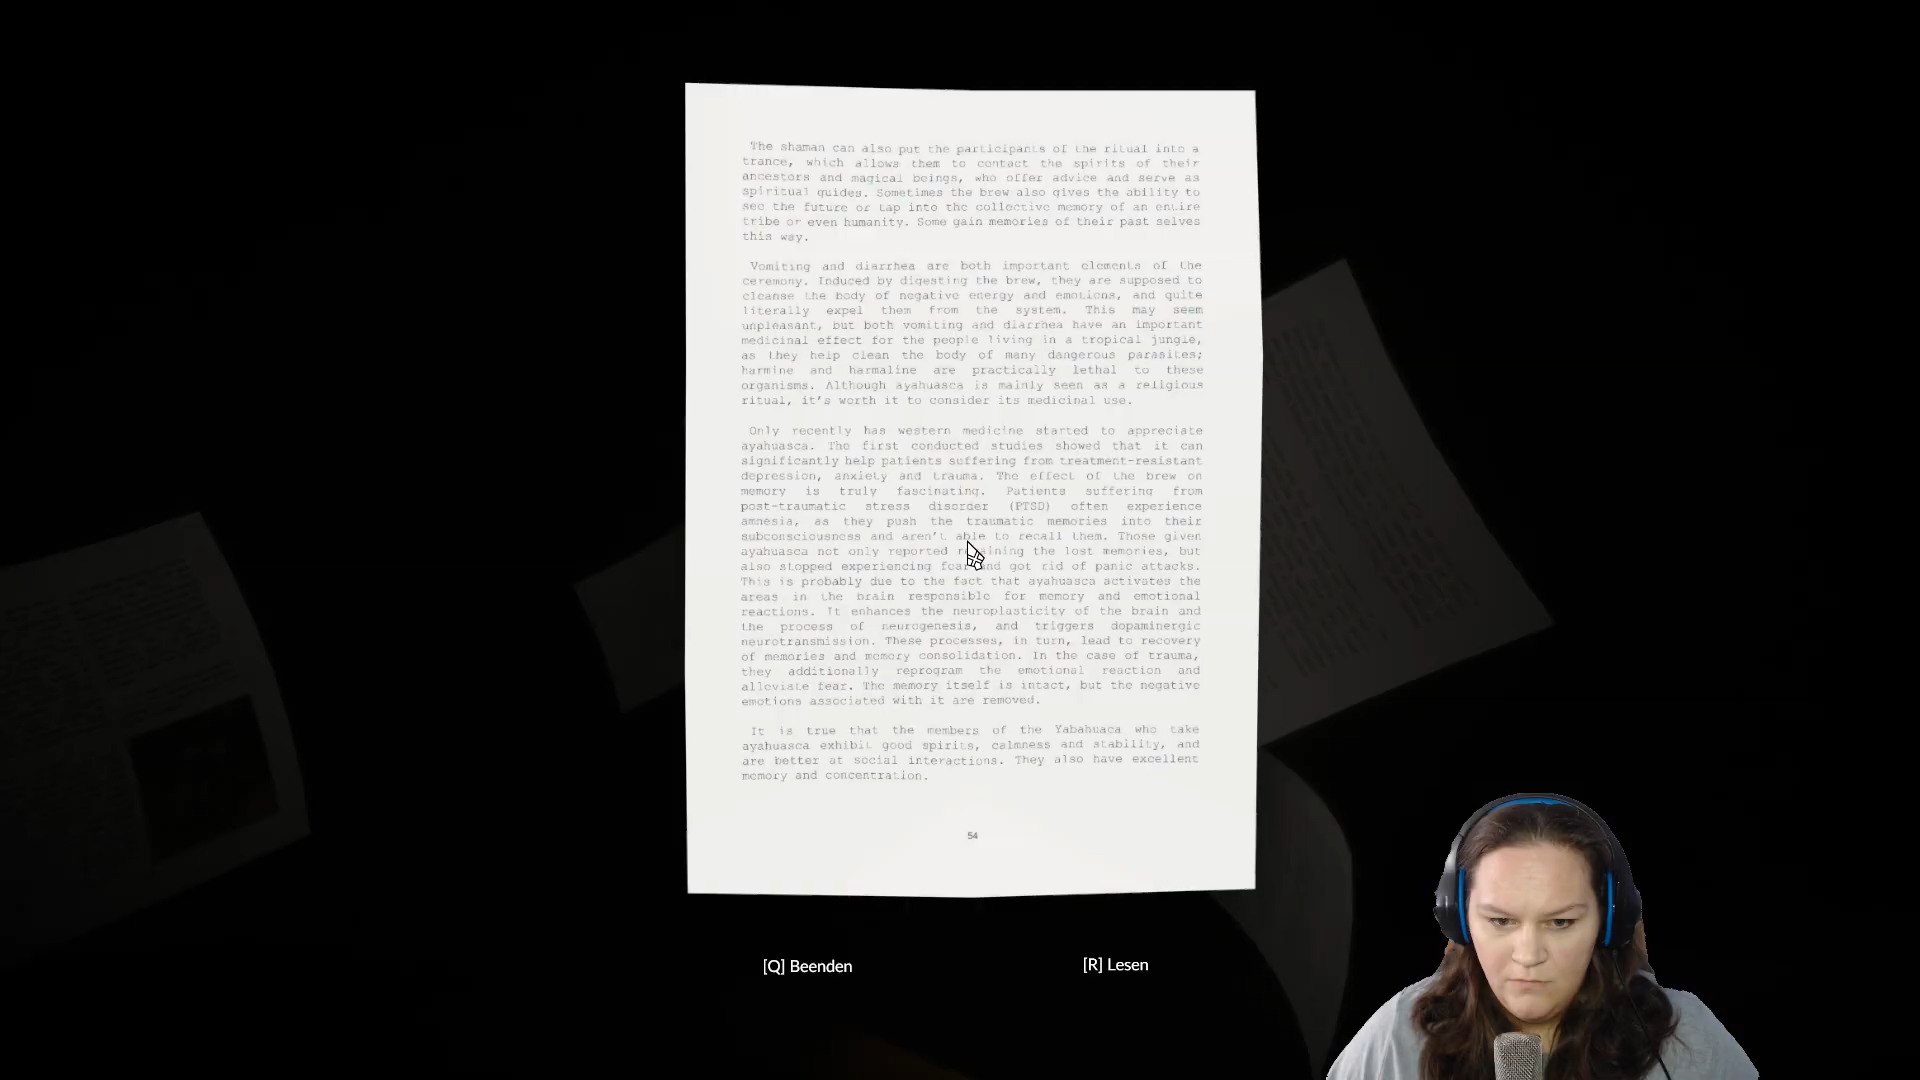 The shaman can also put the participants of the ritual into a
trance, which allows them to contact the spirits of their
ancestors and magical beings, who offer advice and serve as
spiritual guides. Sometimes the brew also gives the ability to
see the future or tap into the collective memory of an entire
tribe or even humanity. Some gain memories of their past selves
this way.
Vomiting and diarrhea are both important elements of the
ceremony. Induced by digesting the brew, they are supposed to
cleanse the body of negative energy and emotions, and quite
literally expel them from the system. This may seem
unpleasant, but both vomiting and diarrhea have an important
medicinal effect for the people living in a tropical jungle,
as they help clean the body of many dangerous parasites;
harmine and harmaline are practically lethal to these
organisms. Although ayahuasca is mainly seen as a religious
ritual, it's worth it to consider its medicinal use.
Only recently has western medicine started to appreciate
ayahuasca. The first conducted studies showed that it can
significantly help patients suffering from treatment-resistant
depression, anxiety and trauma. The effect of the brew on
memory is truly fascinating. Patients suffering from
post-traumatic stress disorder (PTSD) often experience
amnesia, as they push the traumatic memories into their
subconsciousness and aren't able to recall them. Those given
ayahuasca not only reported the lost memories, but
also stopped experiencing fear and got rid of panic attacks.
This is probably due to the fact that ayahuasca activates the
areas in the brain responsible for memory and emotional
reactions. It enhances the neuroplasticity of the brain and
the process of neurogenesis, and triggers dopaminergic
neurotransmission. These processes, in turn, lead to recovery
of memories and memory consolidation. In the case of trauma,
they additionally reprogram the emotional reaction and
alleviate fear. The memory itself is intact, but the negative
emotions associated with it are removed.
It is true that the members of the Yabahuaca who take
ayahuasca exhibit good spirits, calmness and stability, and
are better at social interactions. They also have excellent
memory and concentration.
54
[Q] Beenden
[R] Lesen